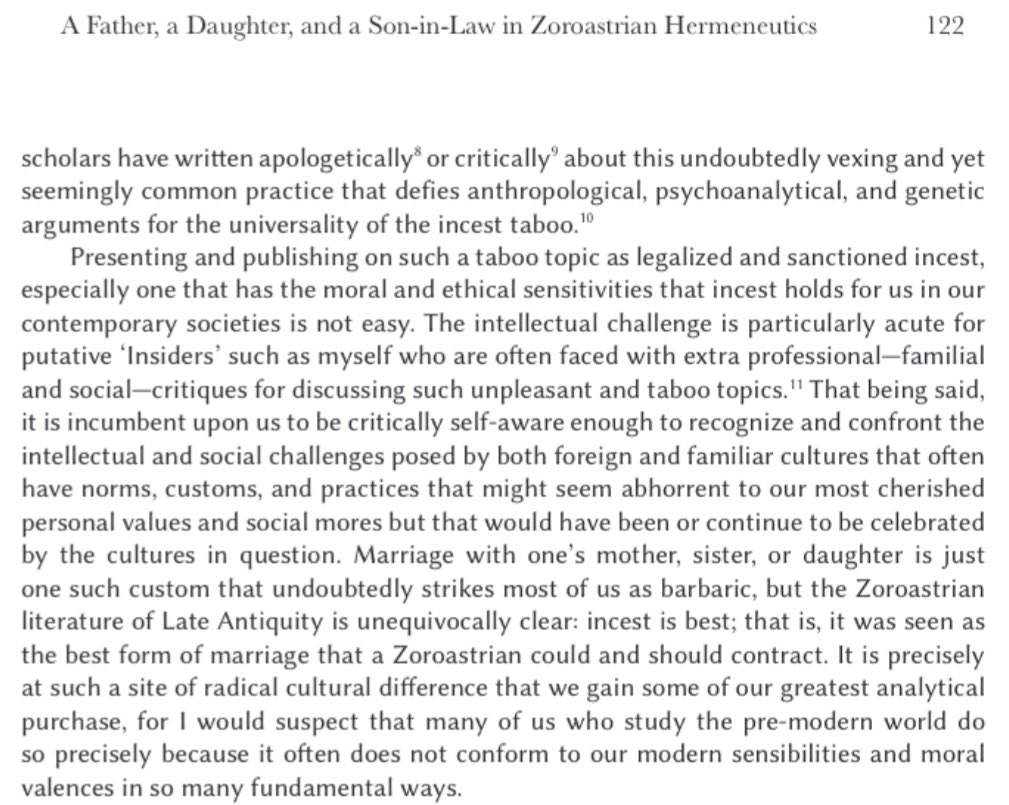 A Father, a Daughter, and a Son-in-Law in Zoroastrian Hermeneutics 122
scholars have written apologetically⁸ or critically⁹ about this undoubtedly vexing and yet
seemingly common practice that defies anthropological, psychoanalytical, and genetic
arguments for the universality of the incest taboo.¹⁰
Presenting and publishing on such a taboo topic as legalized and sanctioned incest,
especially one that has the moral and ethical sensitivities that incest holds for us in our
contemporary societies is not easy. The intellectual challenge is particularly acute for
putative ‘Insiders’ such as myself who are often faced with extra professional—familial
and social—critiques for discussing such unpleasant and taboo topics.¹¹ That being said,
it is incumbent upon us to be critically self-aware enough to recognize and confront the
intellectual and social challenges posed by both foreign and familiar cultures that often
have norms, customs, and practices that might seem abhorrent to our most cherished
personal values and social mores but that would have been or continue to be celebrated
by the cultures in question. Marriage with one’s mother, sister, or daughter is just
one such custom that undoubtedly strikes most of us as barbaric, but the Zoroastrian
literature of Late Antiquity is unequivocally clear: incest is best; that is, it was seen as
the best form of marriage that a Zoroastrian could and should contract. It is precisely
at such a site of radical cultural difference that we gain some of our greatest analytical
purchase, for I would suspect that many of us who study the pre-modern world do
so precisely because it often does not conform to our modern sensibilities and moral
valences in so many fundamental ways.